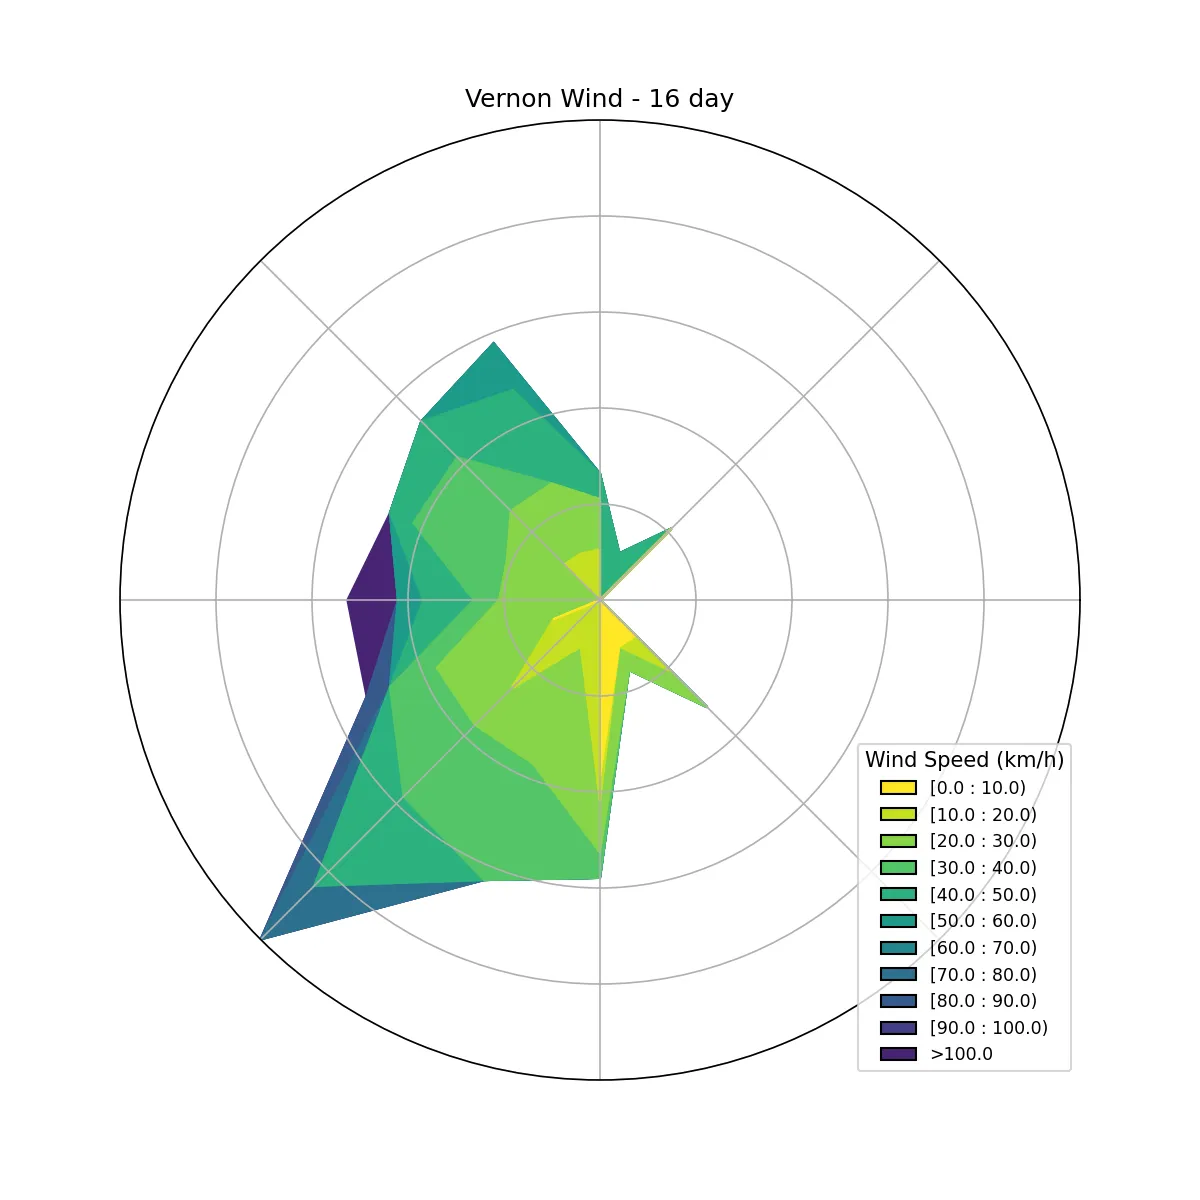 Vernon Wind - 16 day
Wind Speed (km/h)
[0.0 : 10.0)
[10.0 : 20.0)
[20.0 : 30.0)
[30.0 : 40.0)
[40.0 : 50.0)
[50.0 : 60.0)
[60.0 : 70.0)
[70.0 : 80.0)
[80.0 : 90.0)
[90.0 : 100.0)
>100.0